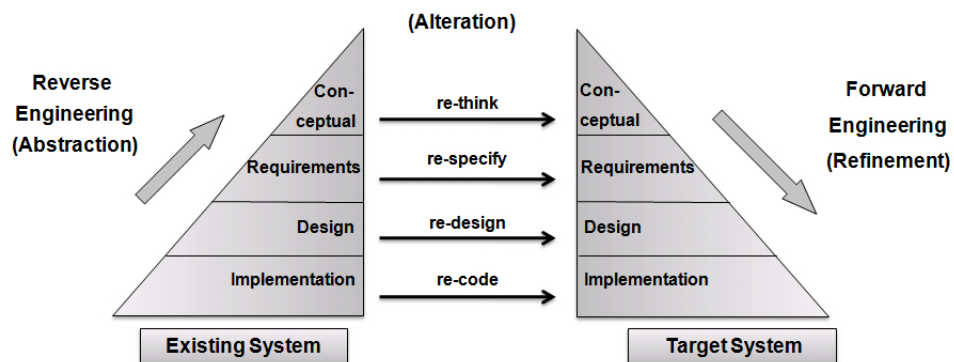 (Alteration)
Reverse
Engineering
(Abstraction)
Con-
ceptual
Requirements
Design
Implementation
Existing System
re-think
re-specify
re-design
re-code
Con-
ceptual
Requirements
Design
Implementation
Target System
Forward
Engineering
(Refinement)